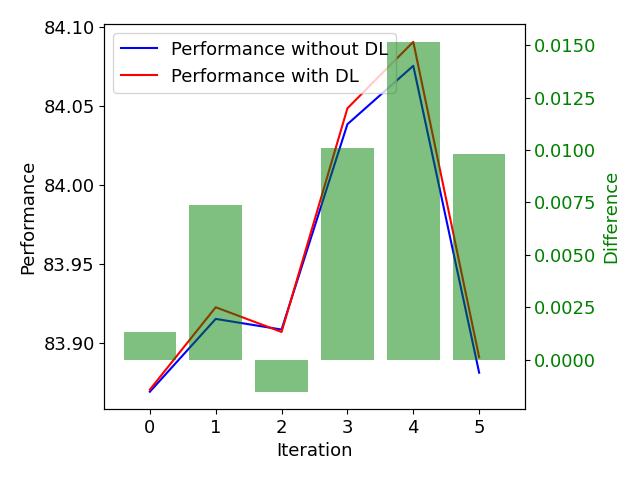 Performance without DL
Performance with DL
84.10
84.05
84.00
83.95
83.90
Performance
0.0150
0.0125
0.0100
0.0075
0.0050
0.0025
0.0000
Difference
0 1 2 3 4 5
Iteration